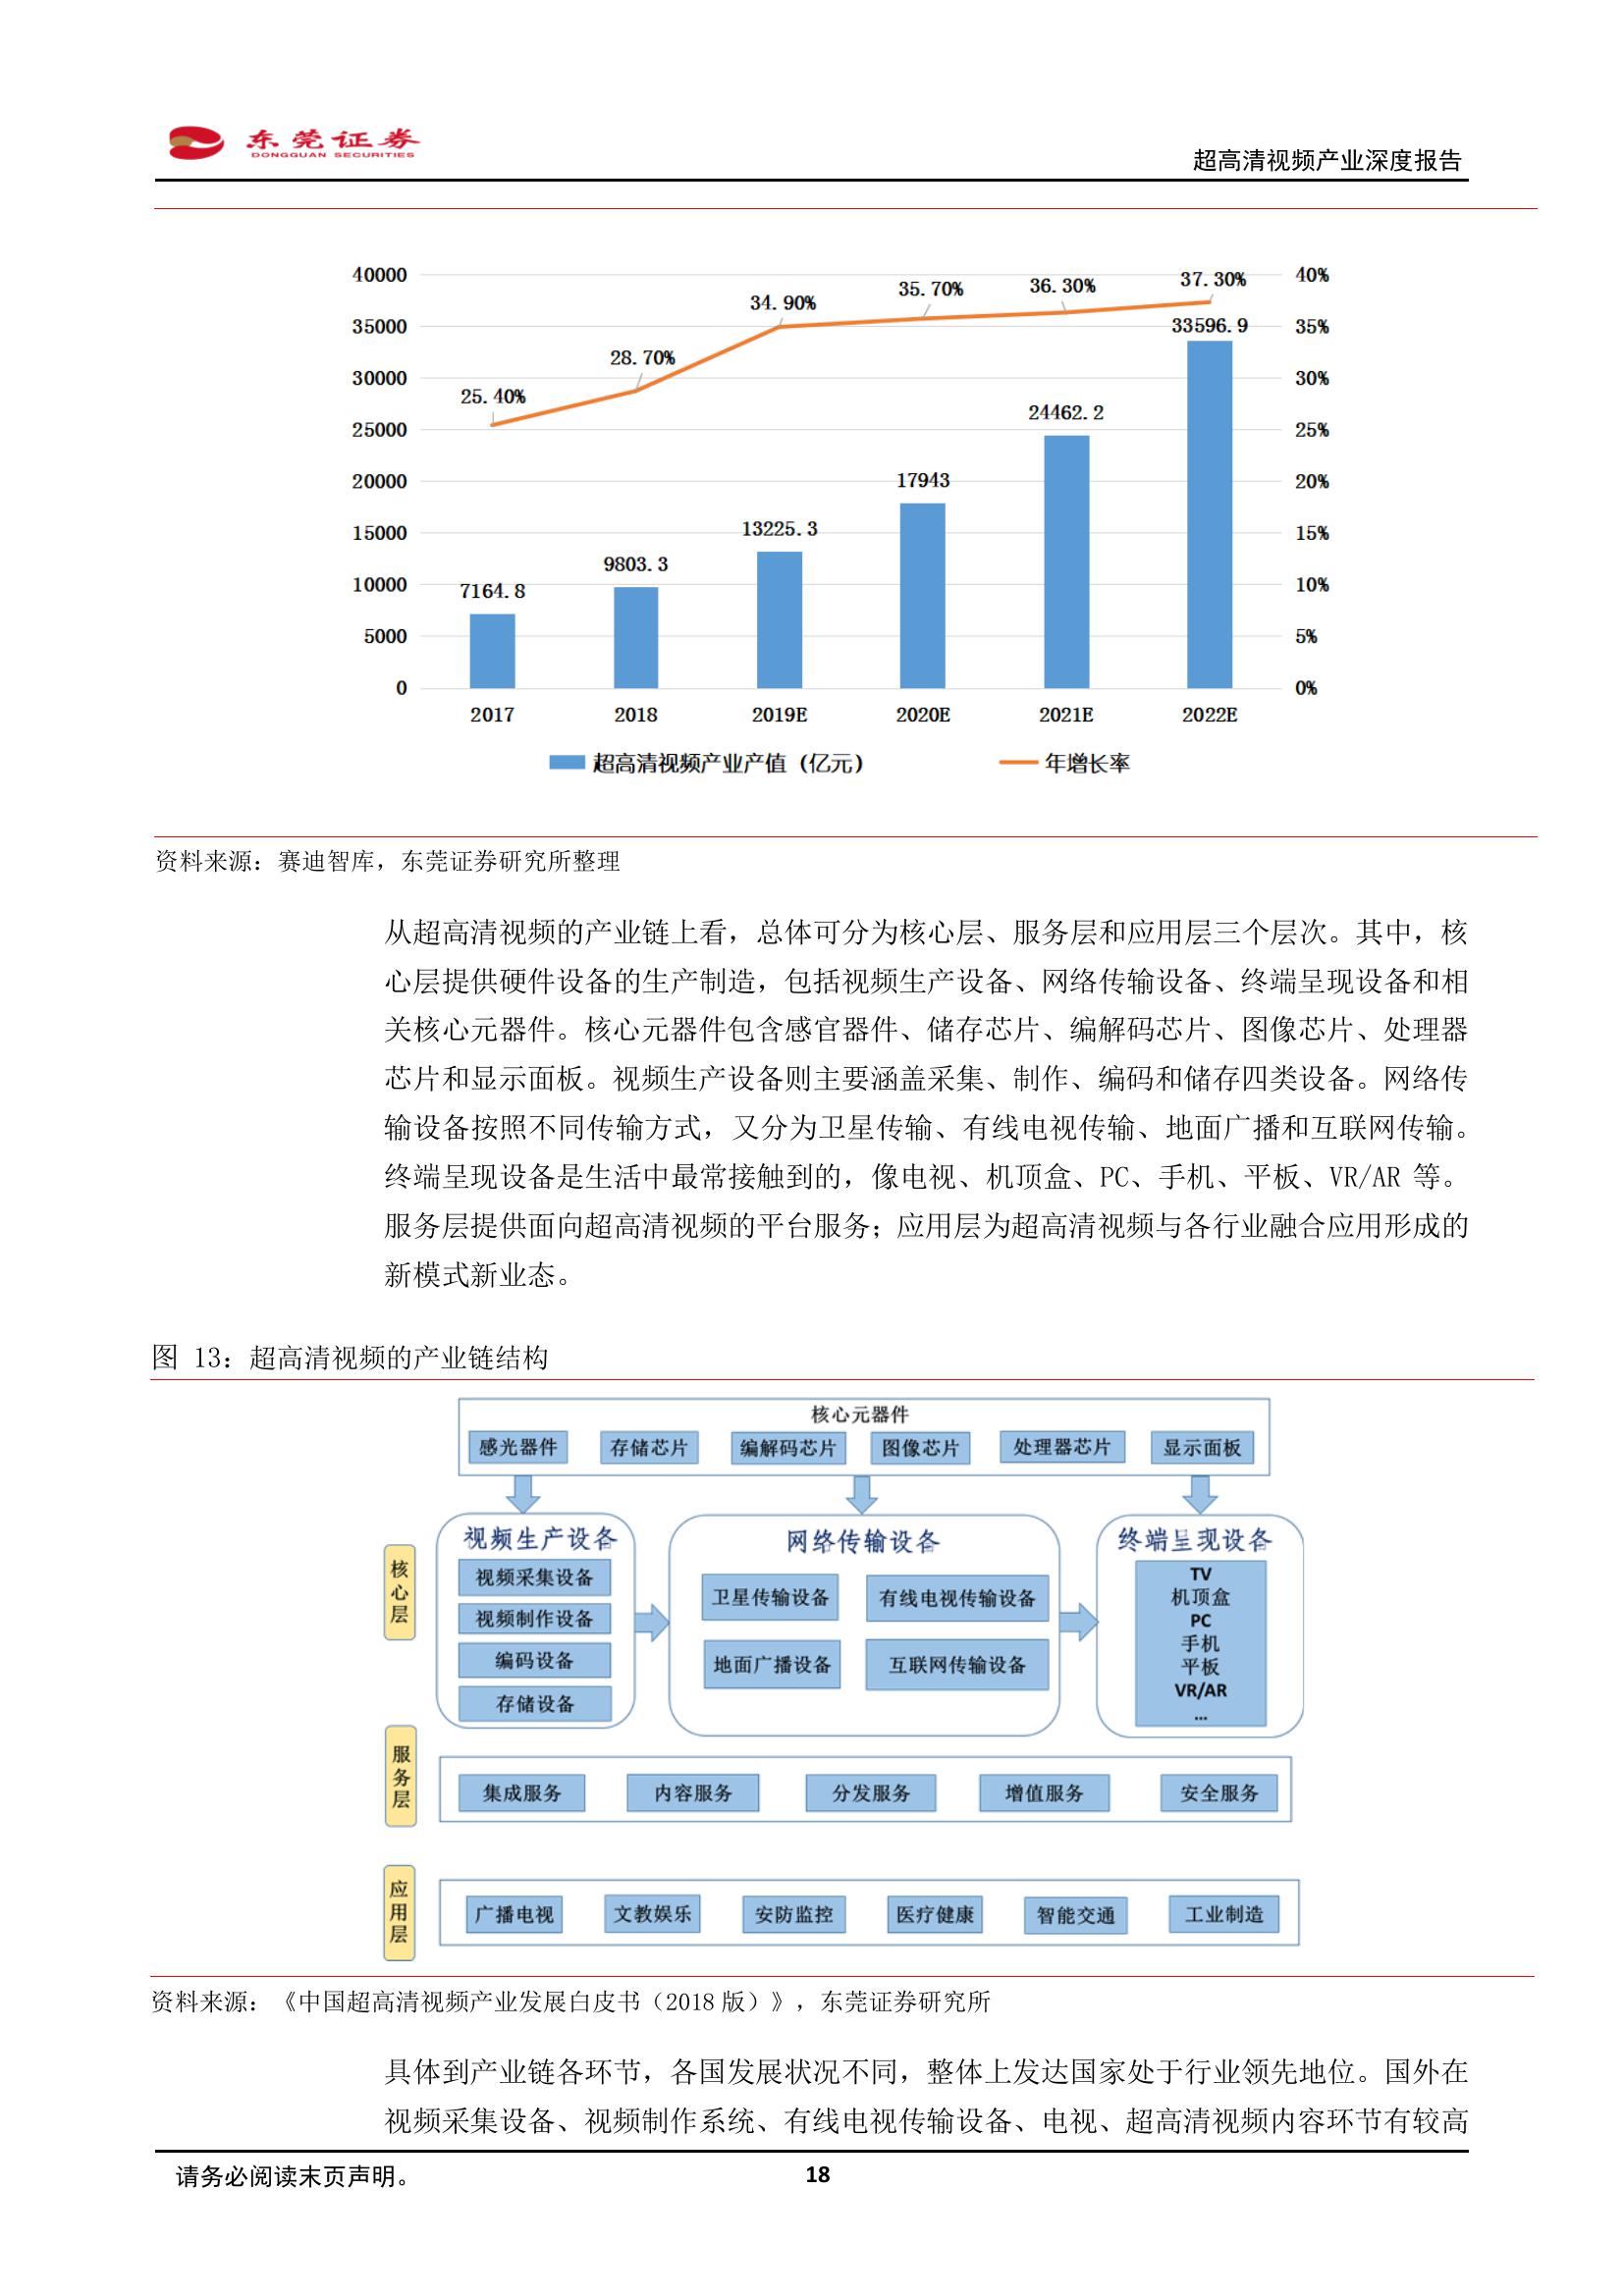 东莞证券
DONGGUAN SECURITIES
超高清视频产业深度报告
40000
35000
30000
25000
20000
15000
10000
5000
0
25.40%
28.70%
34.90%
35.70%
36.30%
37.30%
7164.8
9803.3
13225.3
17943
24462.2
33596.9
40%
35%
30%
25%
20%
15%
10%
5%
0%
2017 2018 2019E 2020E 2021E 2022E
超高清视频产业产值（亿元） 年增长率
资料来源：赛迪智库，东莞证券研究所整理
从超高清视频的产业链上看，总体可分为核心层、服务层和应用层三个层次。其中，核
心层提供硬件设备的生产制造，包括视频生产设备、网络传输设备、终端呈现设备和相
关核心元器件。核心元器件包含感官器件、储存芯片、编解码芯片、图像芯片、处理器
芯片和显示面板。视频生产设备则主要涵盖采集、制作、编码和储存四类设备。网络传
输设备按照不同传输方式，又分为卫星传输、有线电视传输、地面广播和互联网传输。
终端呈现设备是生活中最常接触到的，像电视、机顶盒、PC、手机、平板、VR/AR 等。
服务层提供面向超高清视频的平台服务；应用层为超高清视频与各行业融合应用形成的
新模式新业态。
图 13：超高清视频的产业链结构
核心元器件
感光器件 存储芯片 编解码芯片 图像芯片 处理器芯片 显示面板
核心层
视频生产设备
视频采集设备
视频制作设备
编码设备
存储设备
网络传输设备
卫星传输设备 有线电视传输设备
地面广播设备 互联网传输设备
终端呈现设备
TV
机顶盒
PC
手机
平板
VR/AR
…
服务层
集成服务 内容服务 分发服务 增值服务 安全服务
应用层
广播电视 文教娱乐 安防监控 医疗健康 智能交通 工业制造
资料来源：《中国超高清视频产业发展白皮书（2018 版）》，东莞证券研究所
具体到产业链各环节，各国发展状况不同，整体上发达国家处于行业领先地位。国外在
视频采集设备、视频制作系统、有线电视传输设备、电视、超高清视频内容环节有较高
请务必阅读末页声明。
18